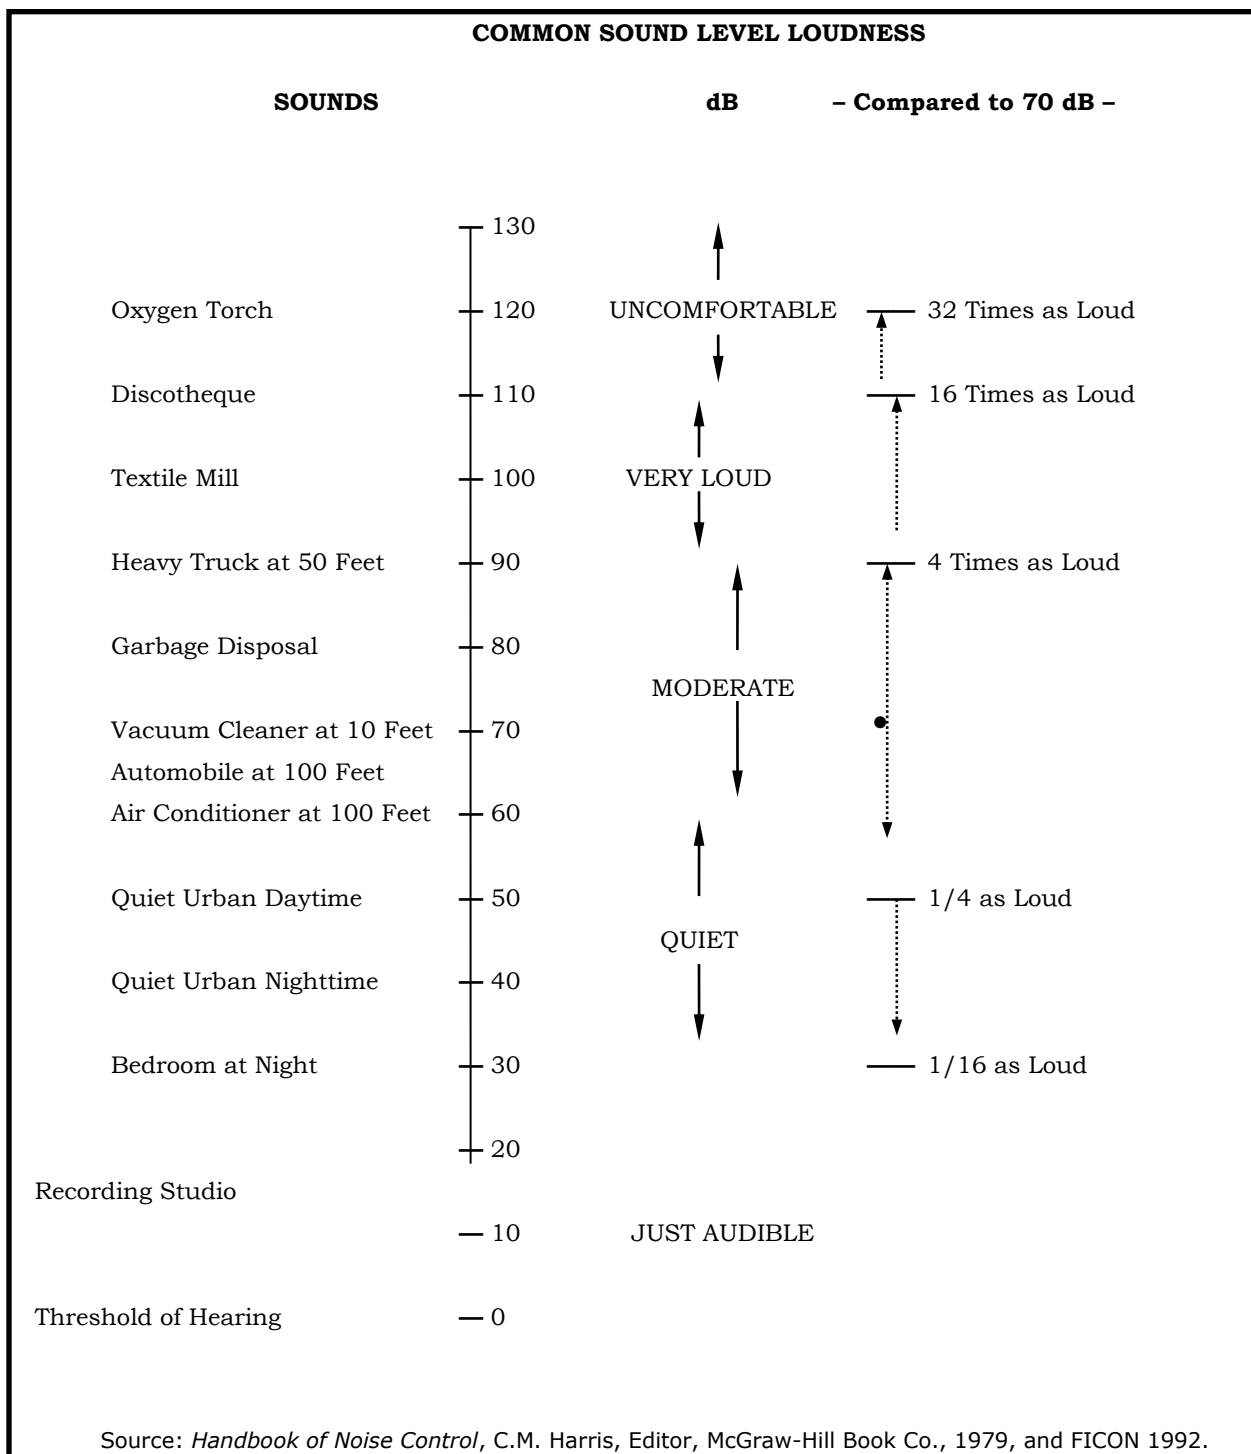 COMMON SOUND LEVEL LOUDNESS
SOUNDS dB – Compared to 70 dB –
130
Oxygen Torch 120 UNCOMFORTABLE 32 Times as Loud
Discotheque 110 16 Times as Loud
Textile Mill 100 VERY LOUD
Heavy Truck at 50 Feet 90 4 Times as Loud
Garbage Disposal 80
MODERATE
Vacuum Cleaner at 10 Feet 70
Automobile at 100 Feet
Air Conditioner at 100 Feet 60
Quiet Urban Daytime 50 1/4 as Loud
QUIET
Quiet Urban Nighttime 40
Bedroom at Night 30 1/16 as Loud
20
Recording Studio
10 JUST AUDIBLE
Threshold of Hearing 0
Source: Handbook of Noise Control, C.M. Harris, Editor, McGraw-Hill Book Co., 1979, and FICON 1992.